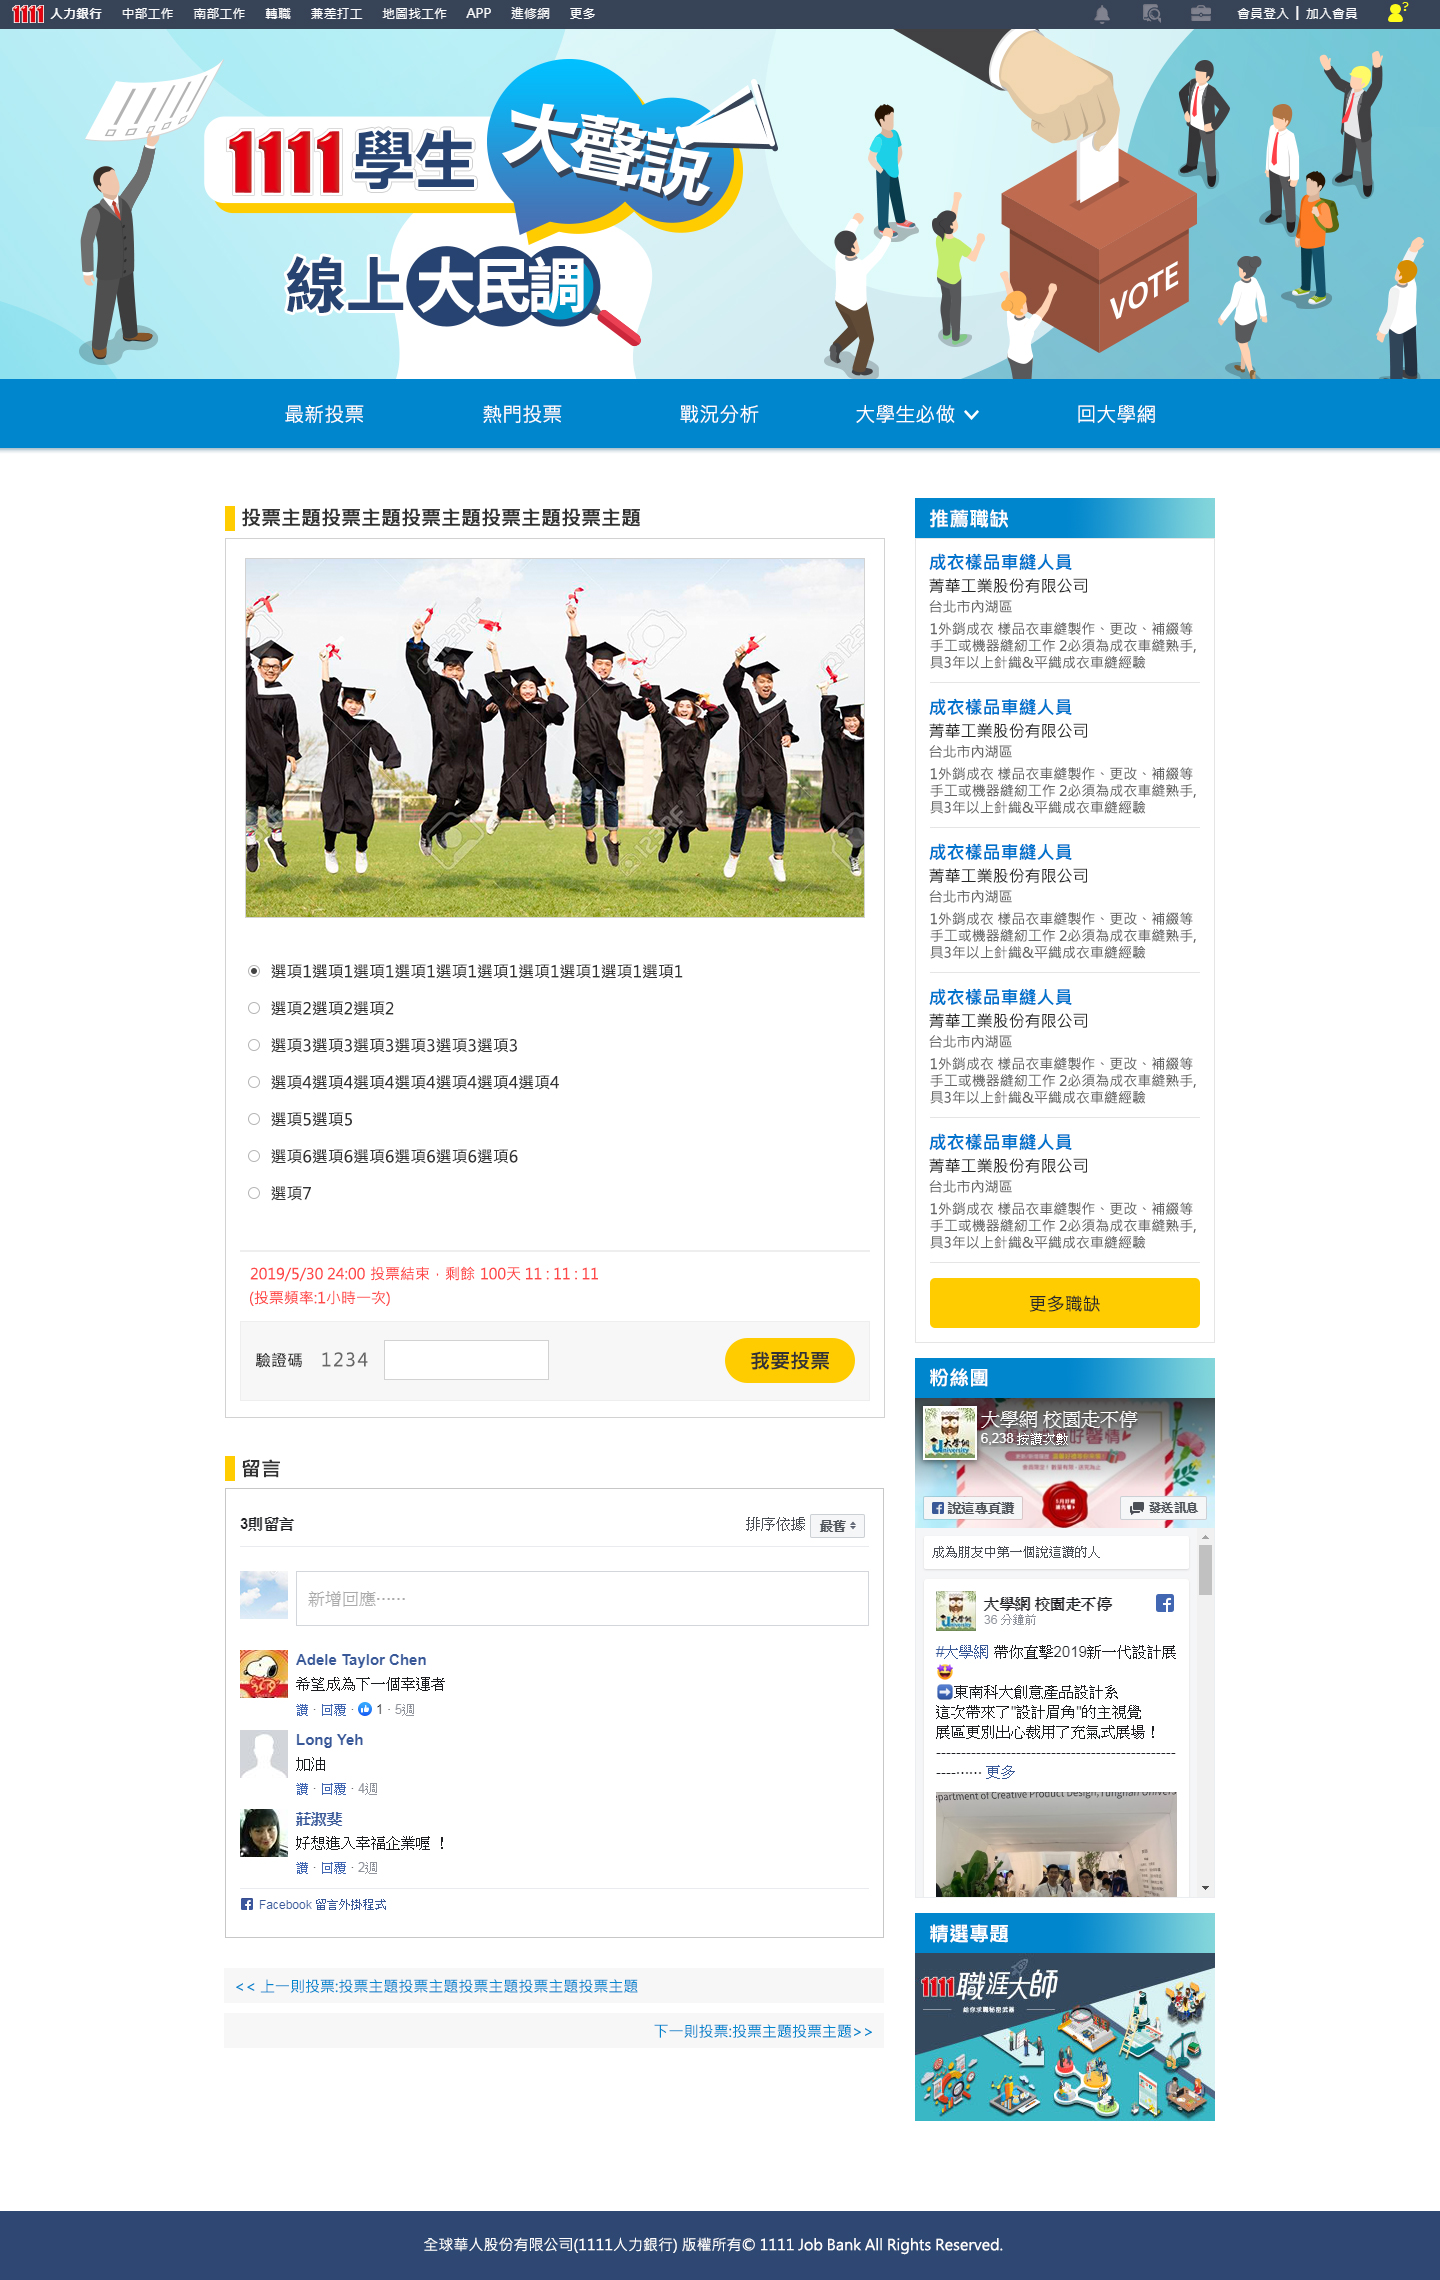 1111 人力銀行 中部工作 南部工作 轉職 兼差打工 地圖找工作 APP 進修網 更多 會員登入 | 加入會員
1111學生大聲說
線上大民調
VOTE
最新投票 熱門投票 戰況分析 大學生必做 回大學網
投票主題投票主題投票主題投票主題投票主題
123RF
選項1選項1選項1選項1選項1選項1選項1選項1選項1選項1
選項2選項2選項2
選項3選項3選項3選項3選項3選項3
選項4選項4選項4選項4選項4選項4選項4
選項5選項5
選項6選項6選項6選項6選項6選項6
選項7
2019/5/30 24:00 投票結束，剩餘 100天 11 : 11 : 11
(投票頻率:1小時一次)
驗證碼 1234 我要投票
留言
3則留言 排序依據 最舊
新增回應⋯⋯
Adele Taylor Chen
希望成為下一個幸運者
讚 · 回覆 · 1 · 5週
Long Yeh
加油
讚 · 回覆 · 4週
莊淑斐
好想進入幸福企業喔 ！
讚 · 回覆 · 2週
Facebook 留言外掛程式
<< 上一則投票:投票主題投票主題投票主題投票主題投票主題
下一則投票:投票主題投票主題>>
推薦職缺
成衣樣品車縫人員
菁華工業股份有限公司
台北市內湖區
1外銷成衣 樣品衣車縫製作、更改、補綴等
手工或機器縫紉工作 2必須為成衣車縫熟手,
具3年以上針織&平織成衣車縫經驗
成衣樣品車縫人員
菁華工業股份有限公司
台北市內湖區
1外銷成衣 樣品衣車縫製作、更改、補綴等
手工或機器縫紉工作 2必須為成衣車縫熟手,
具3年以上針織&平織成衣車縫經驗
成衣樣品車縫人員
菁華工業股份有限公司
台北市內湖區
1外銷成衣 樣品衣車縫製作、更改、補綴等
手工或機器縫紉工作 2必須為成衣車縫熟手,
具3年以上針織&平織成衣車縫經驗
成衣樣品車縫人員
菁華工業股份有限公司
台北市內湖區
1外銷成衣 樣品衣車縫製作、更改、補綴等
手工或機器縫紉工作 2必須為成衣車縫熟手,
具3年以上針織&平織成衣車縫經驗
成衣樣品車縫人員
菁華工業股份有限公司
台北市內湖區
1外銷成衣 樣品衣車縫製作、更改、補綴等
手工或機器縫紉工作 2必須為成衣車縫熟手,
具3年以上針織&平織成衣車縫經驗
更多職缺
粉絲團
大學網 校園走不停
6,238 按讚次數
說這專頁讚 發送訊息
成為朋友中第一個說這讚的人
大學網 校園走不停
36 分鐘前
#大學網 帶你直擊2019新一代設計展
東南科大創意產品設計系
這次帶來了"設計眉角"的主視覺
展區更別出心裁用了充氣式展場！
------------------------------------------------
----⋯⋯ 更多
epartment of Creative Product Design,Tungnan Univers
精選專題
1111職涯大師
給你求職秘密武器
全球華人股份有限公司(1111人力銀行) 版權所有© 1111 Job Bank All Rights Reserved.